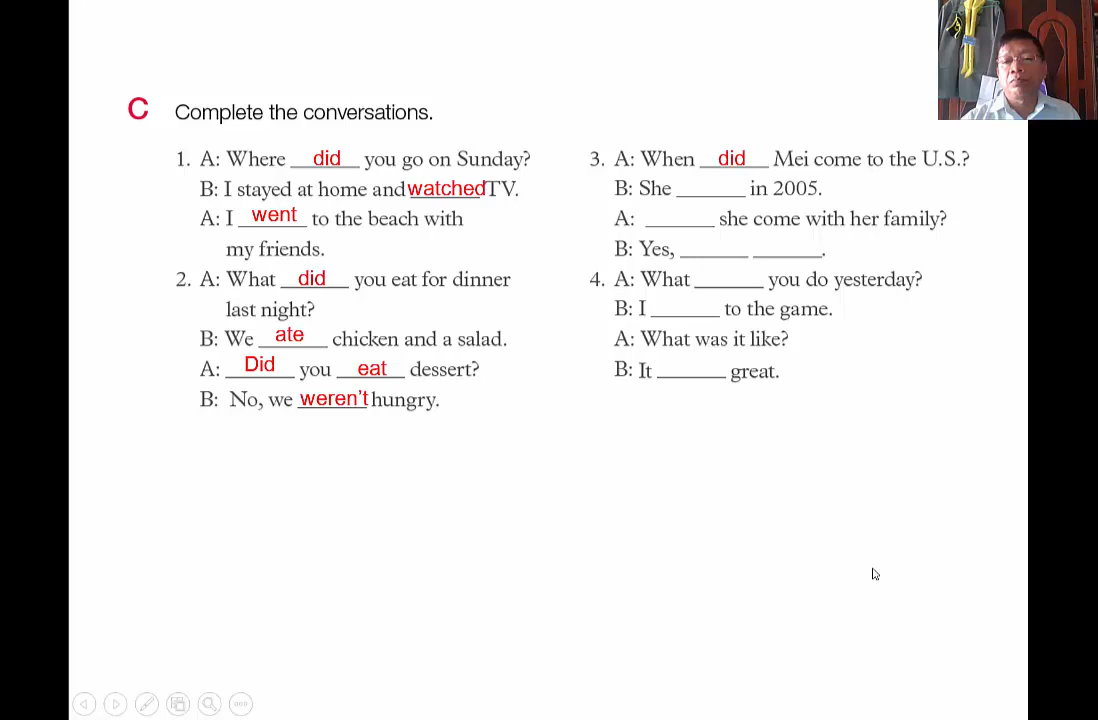 C Complete the conversations.
1. A: Where did you go on Sunday?
B: I stayed at home and watched TV.
A: I went to the beach with
my friends.
2. A: What did you eat for dinner
last night?
B: We ate chicken and a salad.
A: Did you eat dessert?
B: No, we weren't hungry.
3. A: When did Mei come to the U.S.?
B: She ______ in 2005.
A: ______ she come with her family?
B: Yes, ______ ______.
4. A: What ______ you do yesterday?
B: I ______ to the game.
A: What was it like?
B: It ______ great.